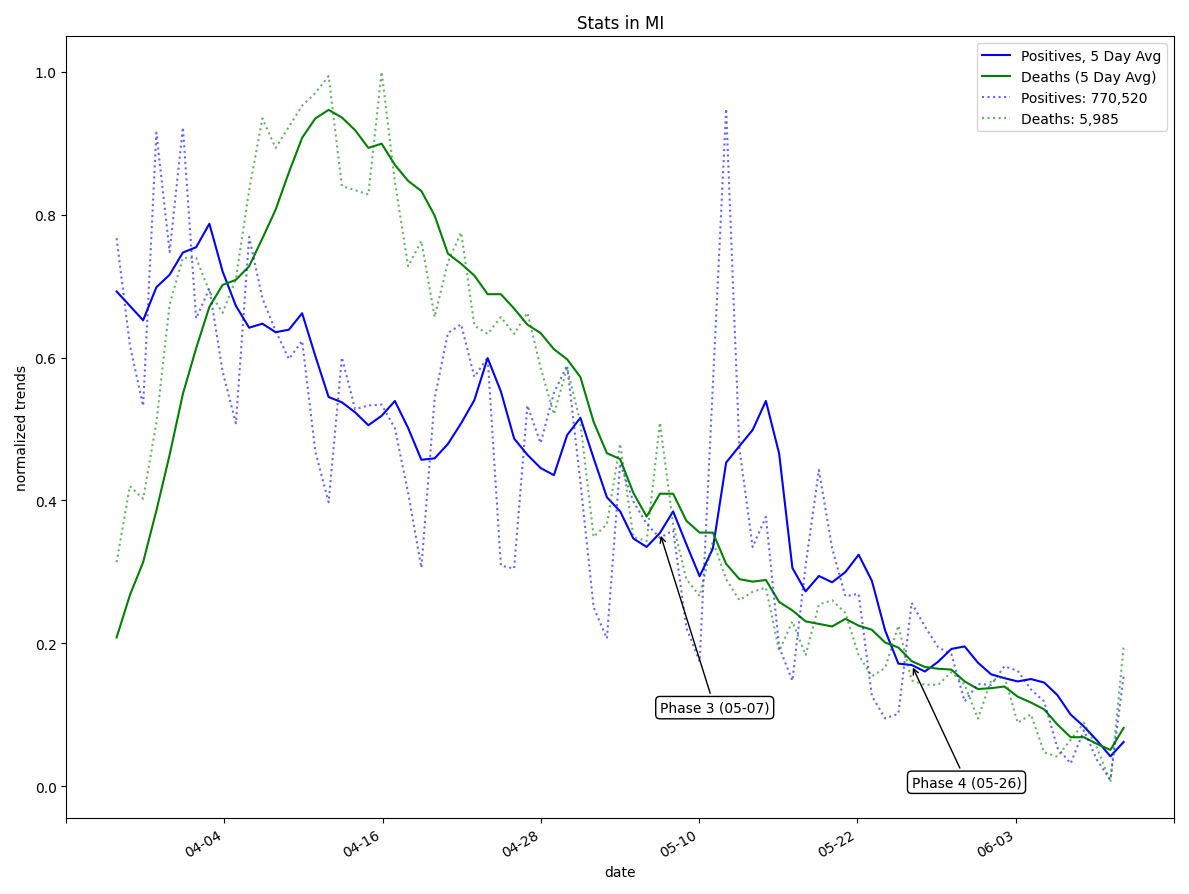 Stats in MI
Positives, 5 Day Avg
Deaths (5 Day Avg)
Positives: 770,520
Deaths: 5,985
1.0
0.8
0.6
0.4
0.2
0.0
normalized trends
Phase 3 (05-07)
Phase 4 (05-26)
04-04
04-16
04-28
05-10
05-22
06-03
date